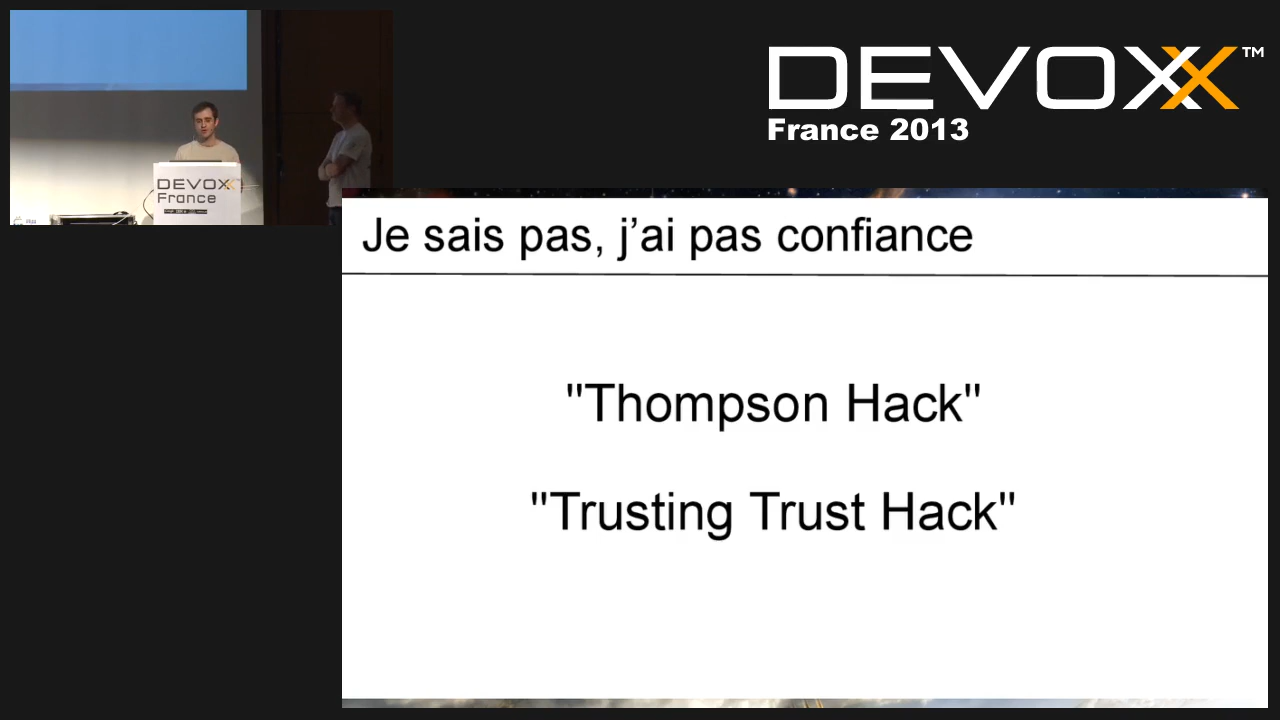 DEVOXX™
France 2013
DEVOXX
France
Je sais pas, j’ai pas confiance
"Thompson Hack"
"Trusting Trust Hack"